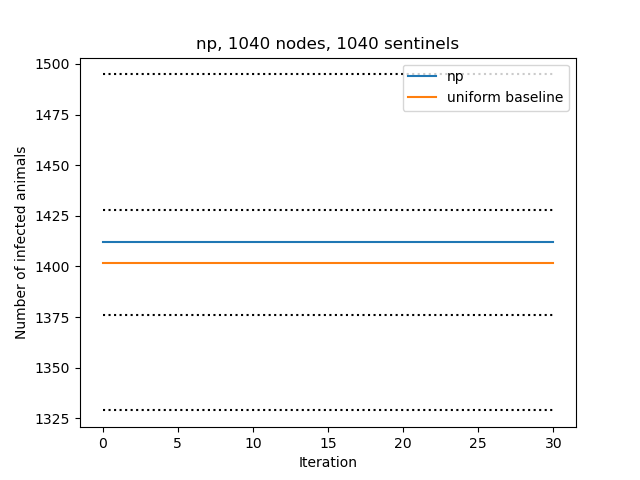 np, 1040 nodes, 1040 sentinels
np
uniform baseline
Number of infected animals
1500
1475
1450
1425
1400
1375
1350
1325
0 5 10 15 20 25 30
Iteration